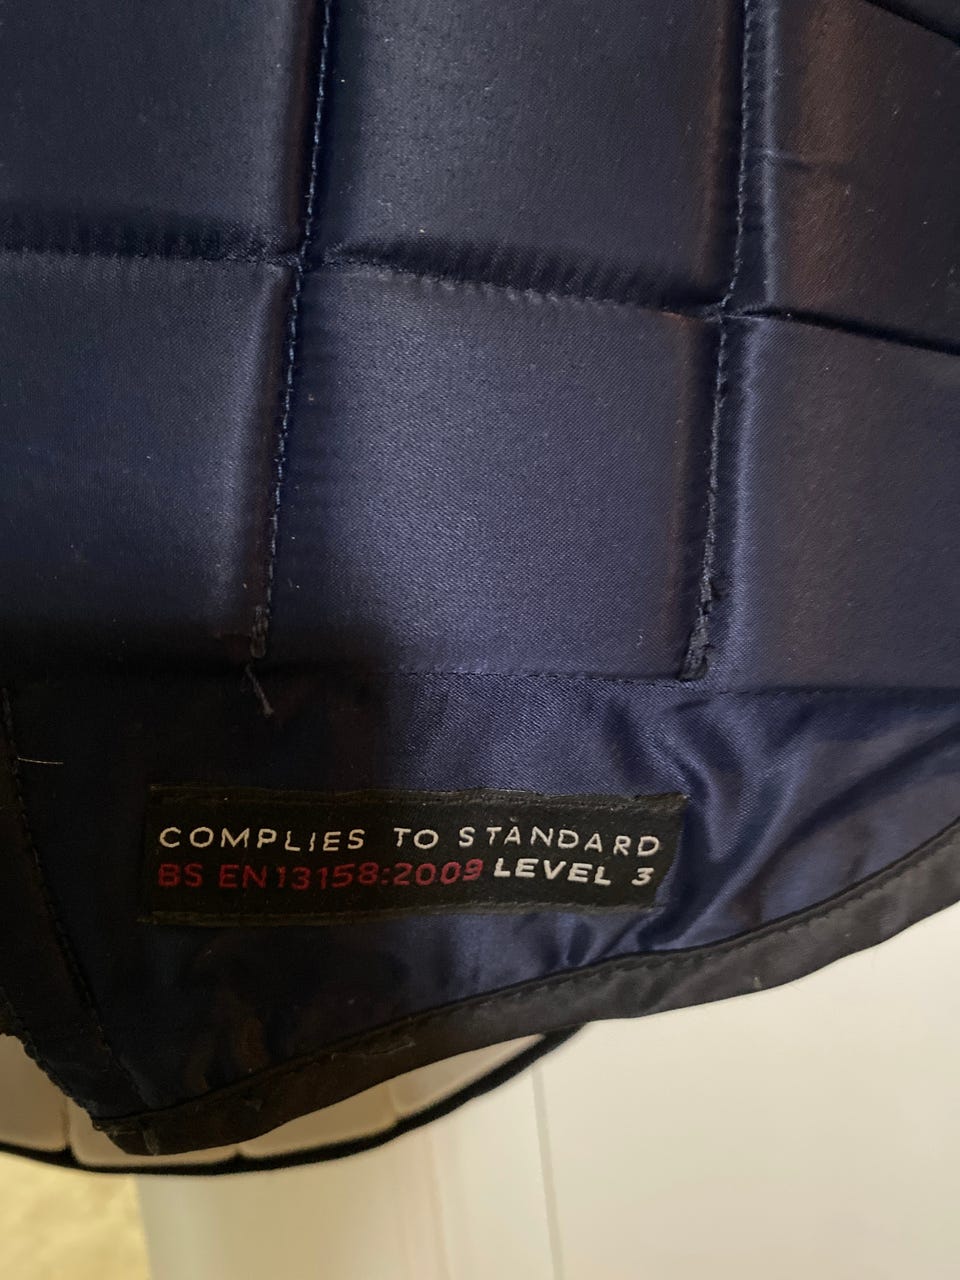 COMPLIES TO STANDARD
BS EN13158:2009 LEVEL 3